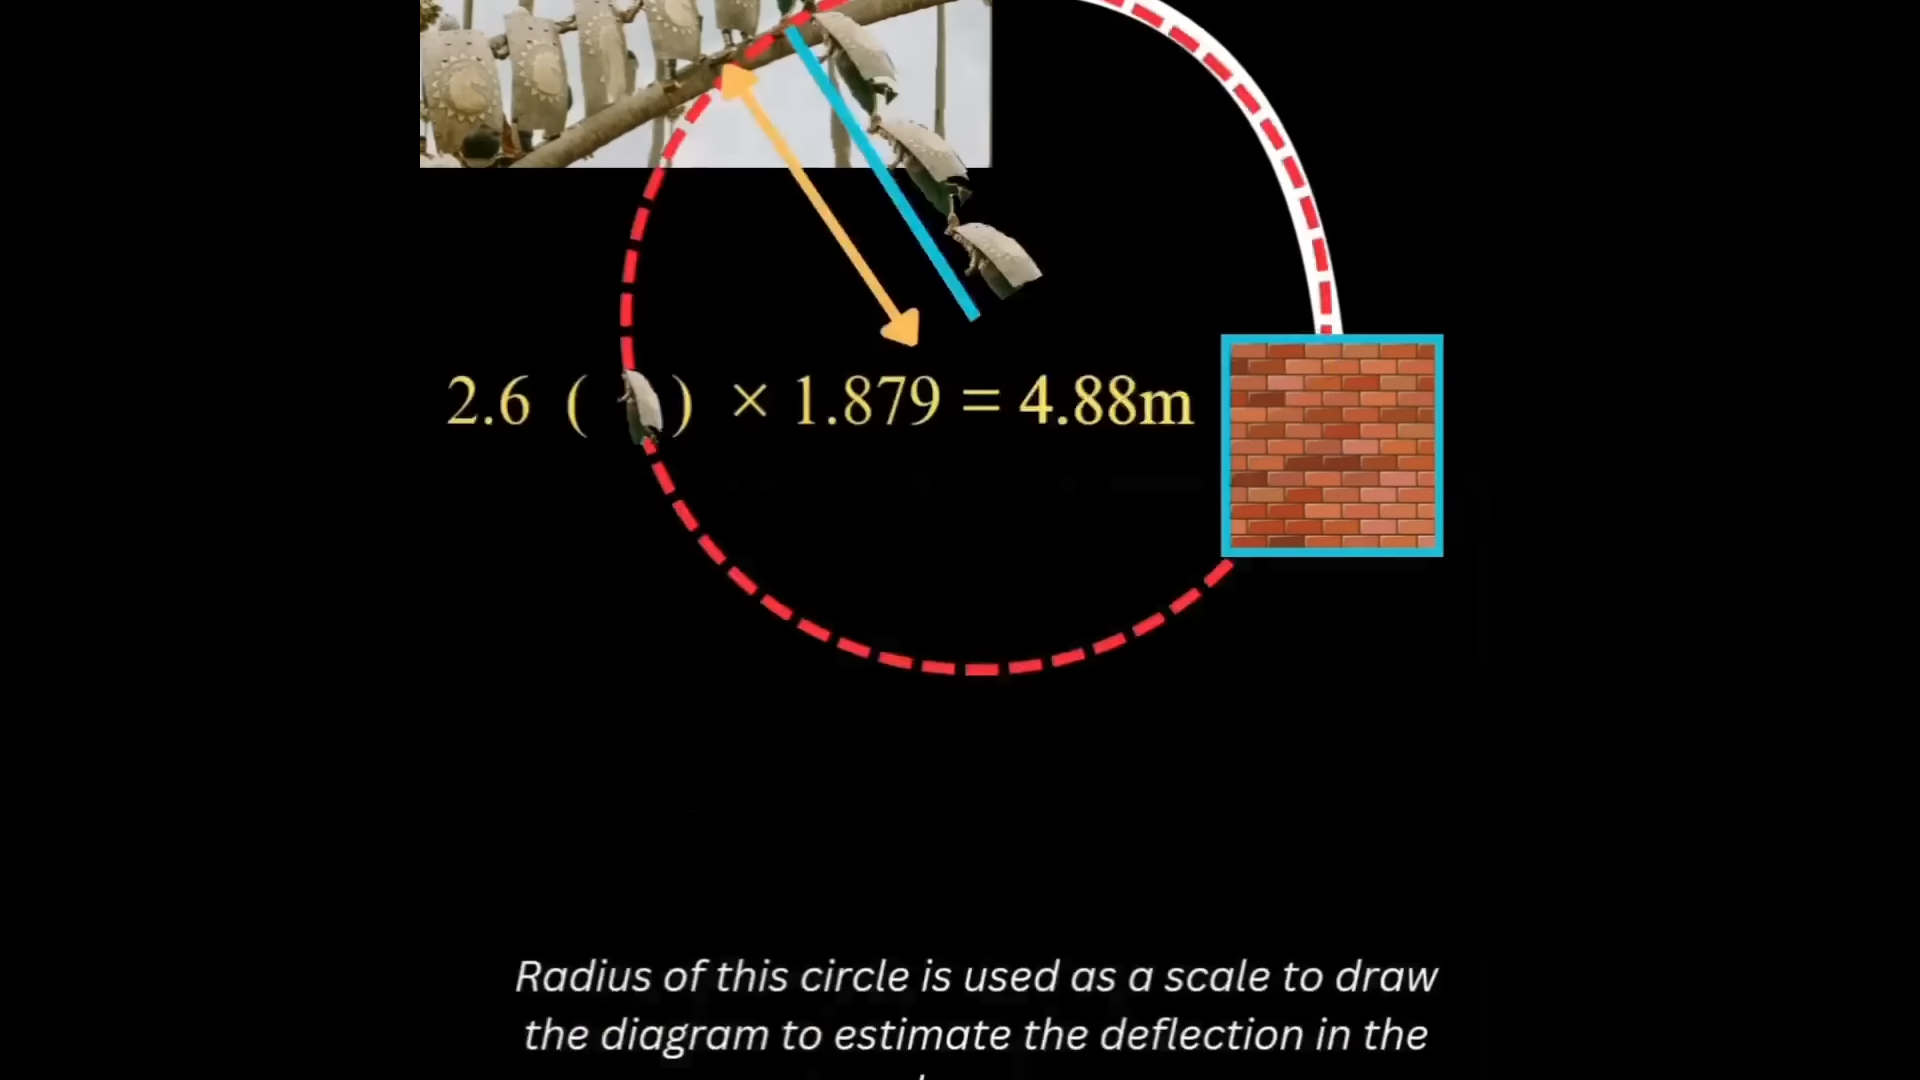 2.6 ( ) × 1.879 = 4.88m
Radius of this circle is used as a scale to draw
the diagram to estimate the deflection in the